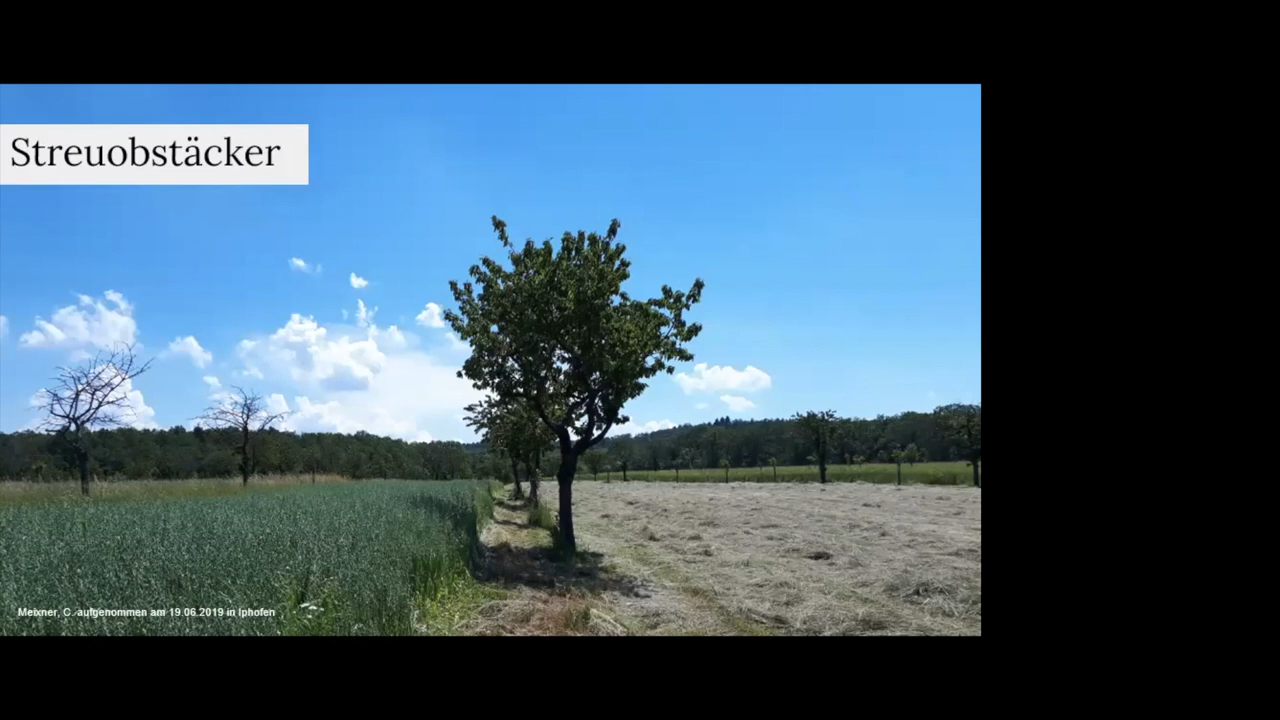 Streuobstäcker
Meixner, C. aufgenommen am 19.06.2019 in Iphofen